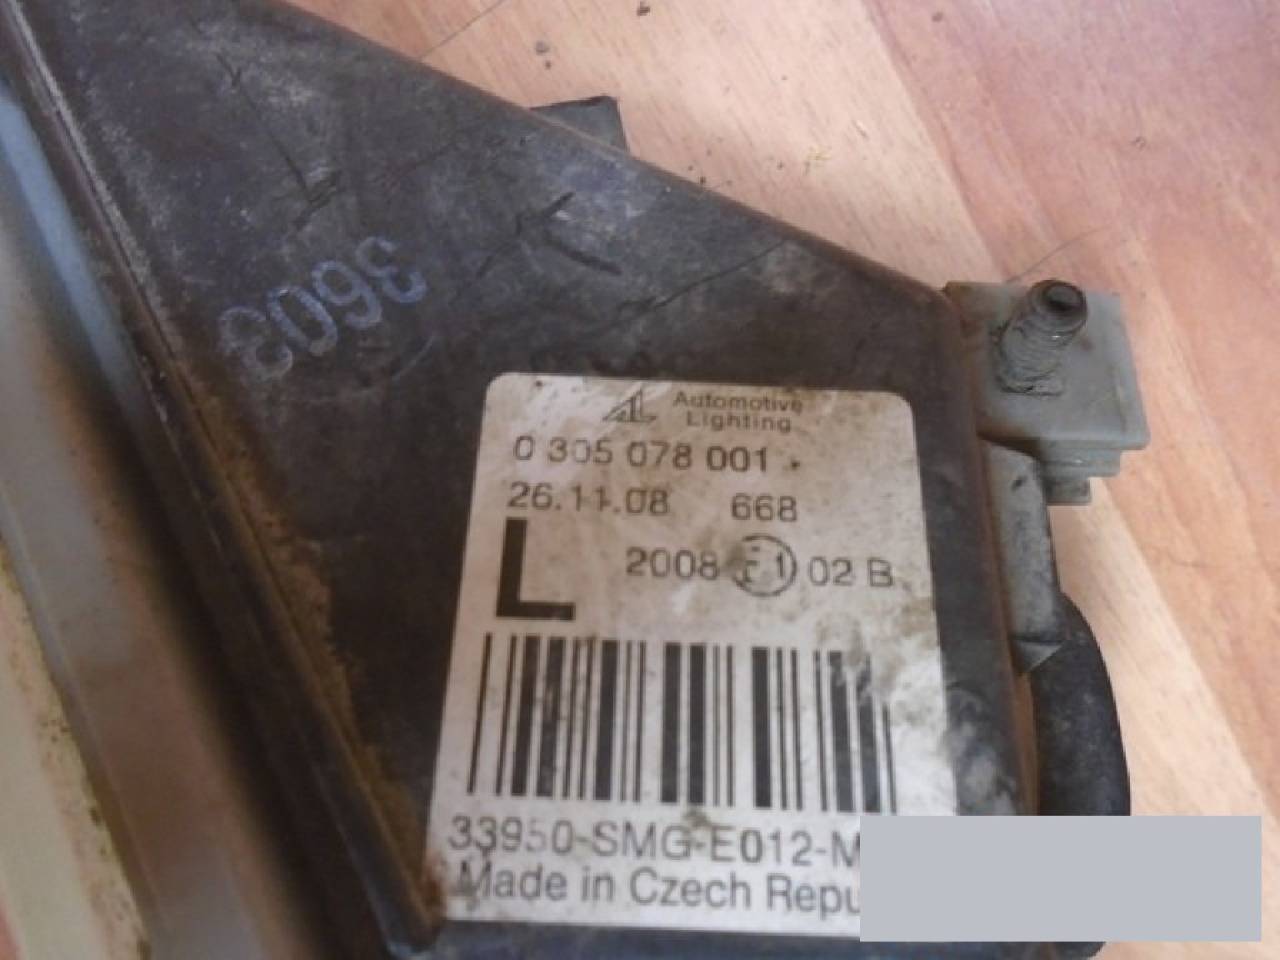 3603
Automotive
Lighting
0 305 078 001
26.11.08 668
L 2008 E1 02 B
33950-SMG-E012-M
Made in Czech Repu